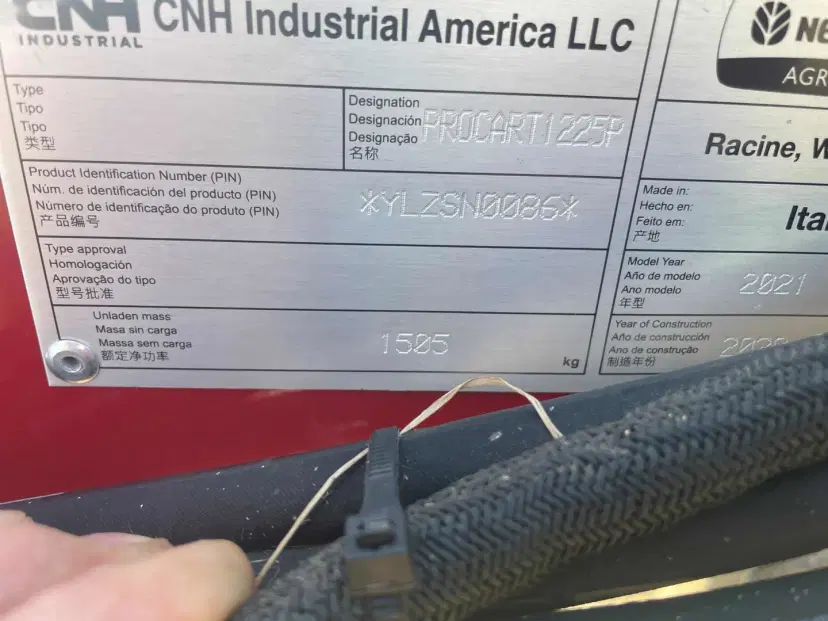 CNH INDUSTRIAL
CNH Industrial America LLC
NE
AGR
Type
Tipo
Tipo
类型
Designation
Designación
Designação
名称
PROCART1225P
Racine, W
Product Identification Number (PIN)
Núm. de identificación del producto (PIN)
Número de identificação do produto (PIN)
产品编号
*YLZSN0086*
Made in:
Hecho en:
Feito em:
产地
Ital
Type approval
Homologación
Aprovação do tipo
型号批准
Model Year
Año de modelo
Ano modelo
年型
2021
Unladen mass
Masa sin carga
Massa sem carga
额定净功率
1505
kg
Year of Construction
Año de construcción
Ano de construção
制造年份